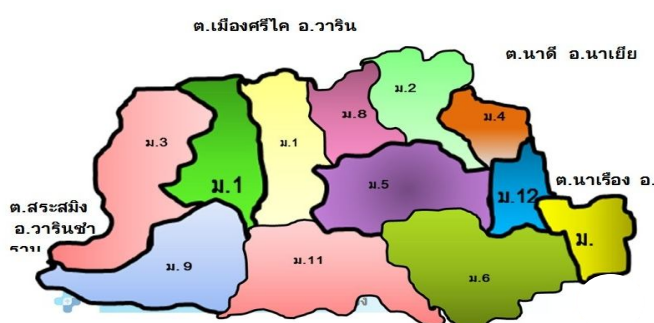 ต.เมืองศรีไค อ.วาริน
ต.นาดี อ.นาเยีย
ม.2
ม.8
ม.4
ม.3
ม.1
ม.1
ม.5
ม.12
ต.นาเรือง อ.
ต.สระสมิง
อ.วารินชำ
ราบ
ม.
ม. 9
ม.11
ม.6